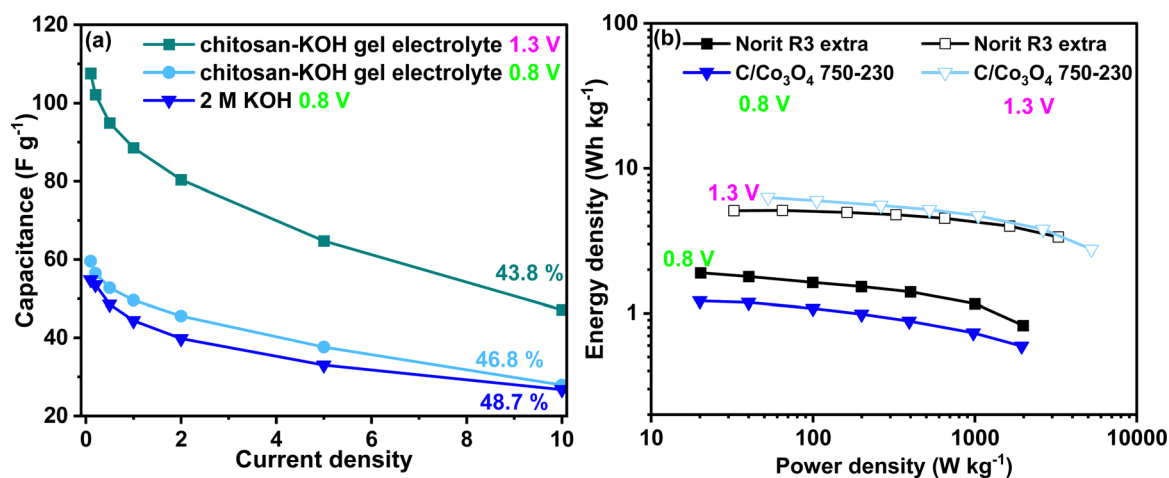 (a)
chitosan-KOH gel electrolyte 1.3 V
chitosan-KOH gel electrolyte 0.8 V
2 M KOH 0.8 V
43.8 %
46.8 %
48.7 %
120
100
80
60
40
20
0
2
4
6
8
10
Capacitance (F g⁻¹)
Current density
(b)
Norit R3 extra
Norit R3 extra
C/Co₃O₄ 750-230
C/Co₃O₄ 750-230
0.8 V
1.3 V
1.3 V
0.8 V
100
10
1
10
100
1000
10000
Energy density (Wh kg⁻¹)
Power density (W kg⁻¹)